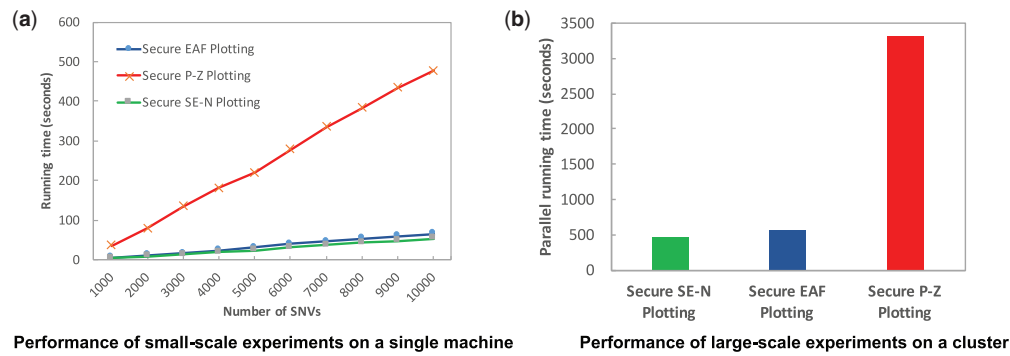 (a)
600
500
400
300
200
100
0
Running time (seconds)
Secure EAF Plotting
Secure P-Z Plotting
Secure SE-N Plotting
1000
2000
3000
4000
5000
6000
7000
8000
9000
10000
Number of SNVs
Performance of small-scale experiments on a single machine
(b)
3500
3000
2500
2000
1500
1000
500
0
Parallel running time (seconds)
Secure SE-N
Plotting
Secure EAF
Plotting
Secure P-Z
Plotting
Performance of large-scale experiments on a cluster